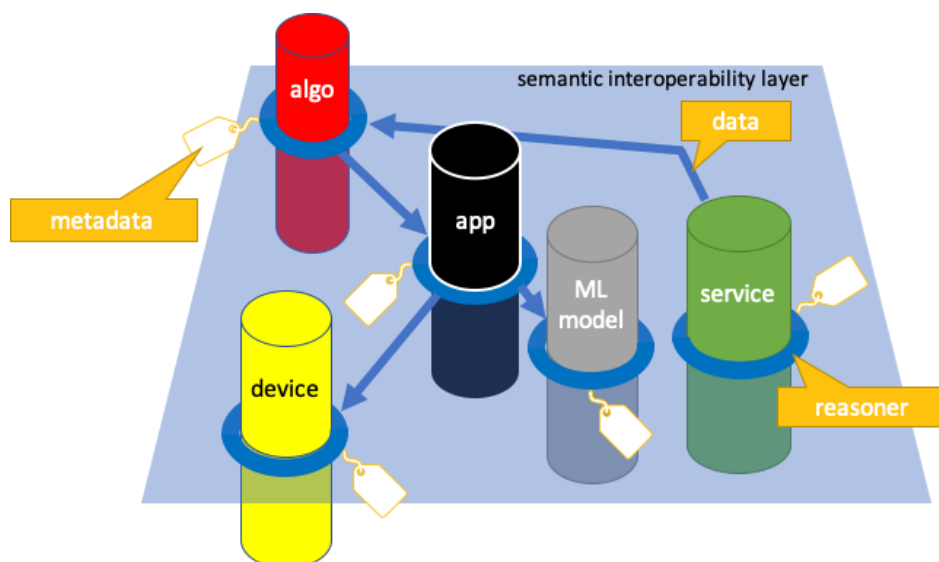 semantic interoperability layer
algo
data
metadata
app
ML
model
service
device
reasoner